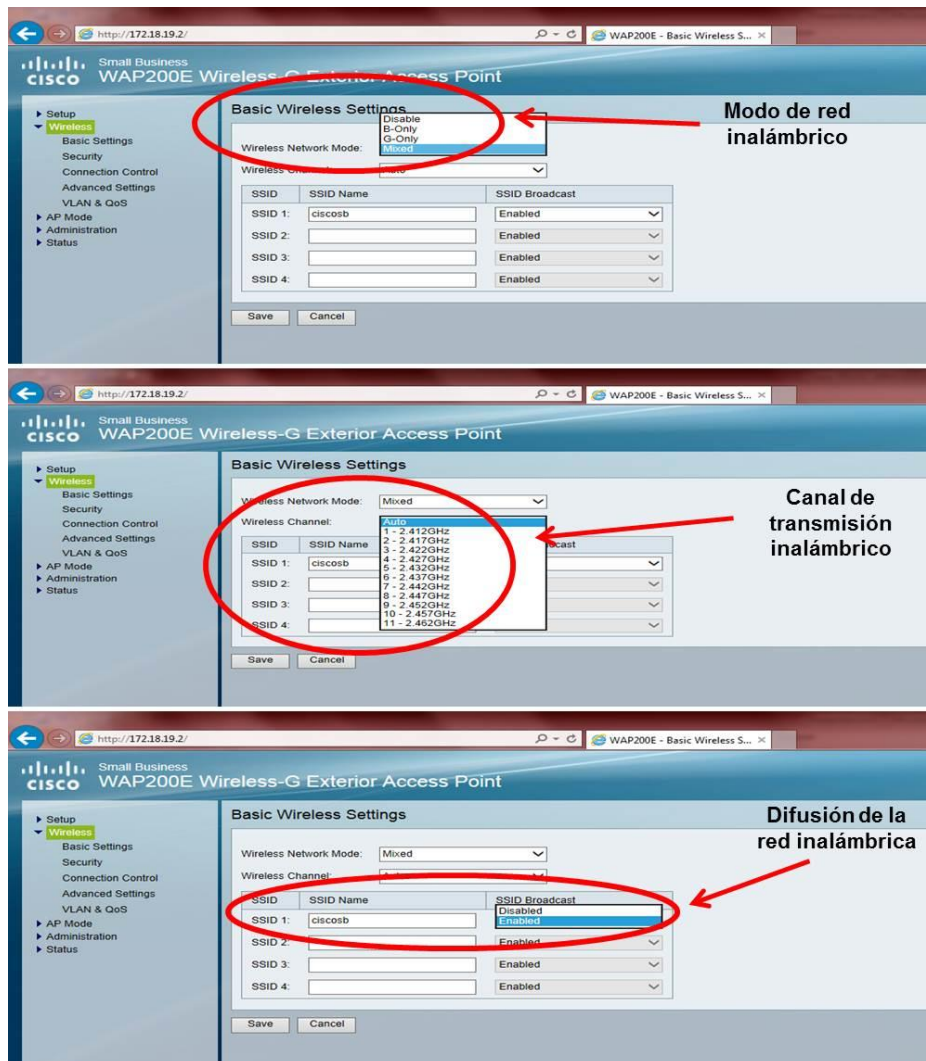 http://172.18.19.2/
WAP200E - Basic Wireless S...
Small Business
CISCO WAP200E Wireless-G Exterior Access Point
Setup
Wireless
Basic Settings
Security
Connection Control
Advanced Settings
VLAN & QoS
AP Mode
Administration
Status
Basic Wireless Settings
Wireless Network Mode:
Disable
B-Only
G-Only
Mixed
Wireless Channel: Auto
SSID SSID Name SSID Broadcast
SSID 1: ciscosb Enabled
SSID 2: Enabled
SSID 3: Enabled
SSID 4: Enabled
Save Cancel
Modo de red
inalámbrico
http://172.18.19.2/
WAP200E - Basic Wireless S...
Small Business
CISCO WAP200E Wireless-G Exterior Access Point
Setup
Wireless
Basic Settings
Security
Connection Control
Advanced Settings
VLAN & QoS
AP Mode
Administration
Status
Basic Wireless Settings
Wireless Network Mode: Mixed
Wireless Channel:
Auto
1 - 2.412GHz
2 - 2.417GHz
3 - 2.422GHz
4 - 2.427GHz
5 - 2.432GHz
6 - 2.437GHz
7 - 2.442GHz
8 - 2.447GHz
9 - 2.452GHz
10 - 2.457GHz
11 - 2.462GHz
SSID SSID Name
SSID 1: ciscosb
SSID 2:
SSID 3:
SSID 4:
Save Cancel
Canal de
transmisión
inalámbrico
http://172.18.19.2/
WAP200E - Basic Wireless S...
Small Business
CISCO WAP200E Wireless-G Exterior Access Point
Setup
Wireless
Basic Settings
Security
Connection Control
Advanced Settings
VLAN & QoS
AP Mode
Administration
Status
Basic Wireless Settings
Wireless Network Mode: Mixed
Wireless Channel: Auto
SSID SSID Name SSID Broadcast
Disabled
Enabled
SSID 1: ciscosb
SSID 2: Enabled
SSID 3: Enabled
SSID 4: Enabled
Save Cancel
Difusión de la
red inalámbrica